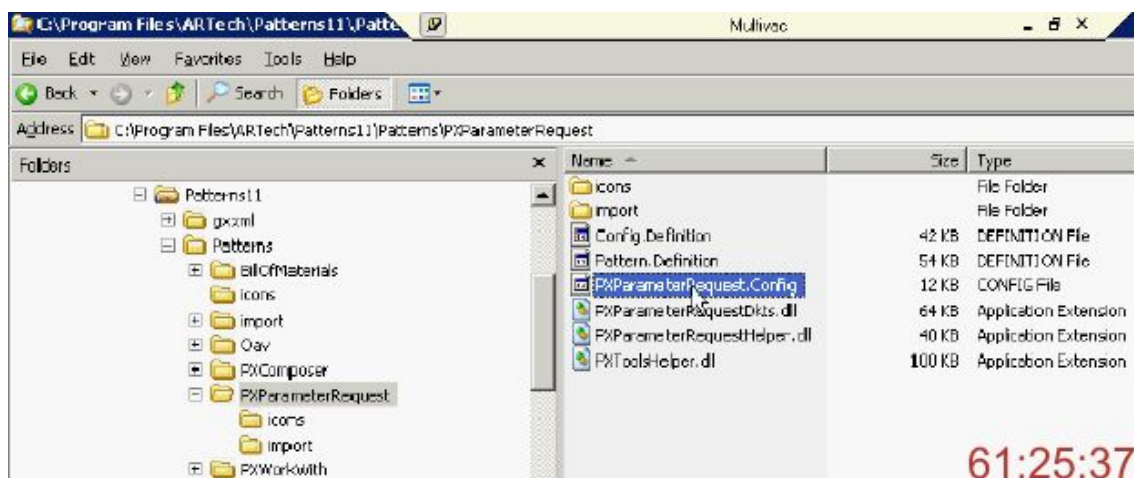 C:\Program Files\ARTech\Patterns11\Patte
Multivac
File Edit View Favorites Tools Help
Back Search Folders
Address C:\Program Files\ARTech\Patterns11\Patterns\PXParameterRequest
Folders
Name Size Type
Patterns11
gxxml
Patterns
BillOfMaterials
icons
import
Oav
PXComposer
PXParameterRequest
icons
import
PXWorkWith
icons File Folder
import File Folder
Config.Definition 42 KB DEFINITION File
Pattern.Definition 54 KB DEFINITION File
PXParameterRequest.Config 12 KB CONFIG File
PXParameterRequestDkts.dll 64 KB Application Extension
PXParameterRequestHelper.dll 40 KB Application Extension
PXToolsHelper.dll 100 KB Application Extension
61:25:37